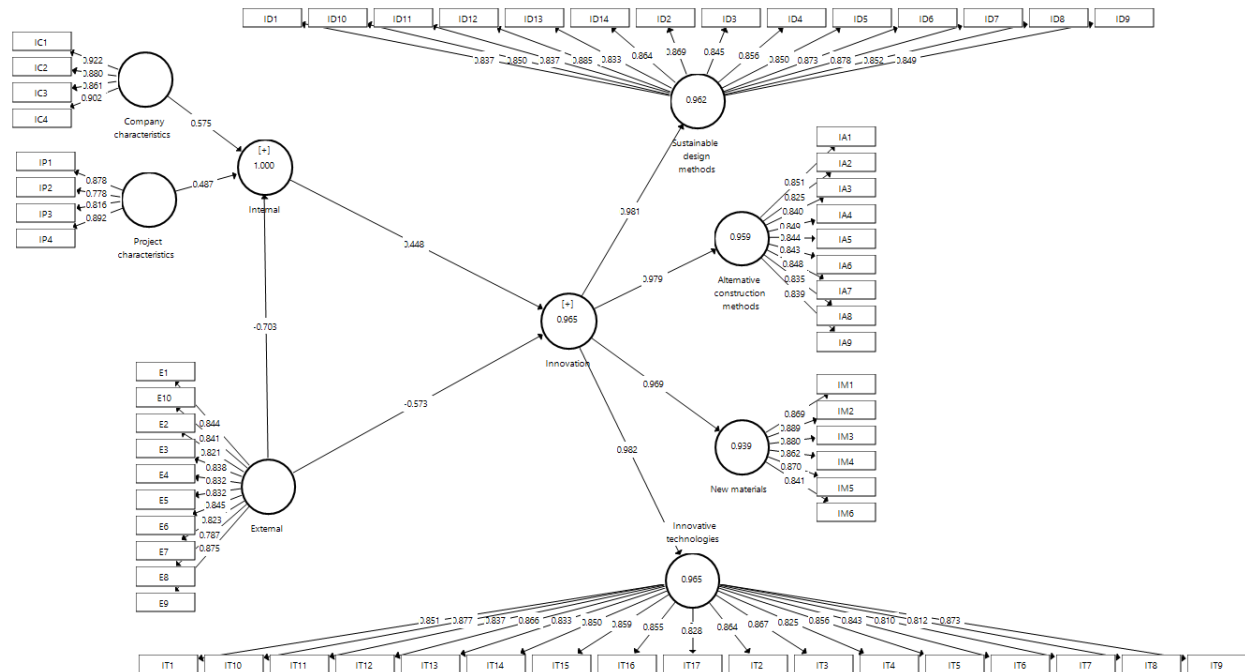 ID1 ID10 ID11 ID12 ID13 ID14 ID2 ID3 ID4 ID5 ID6 ID7 ID8 ID9
0.837 0.850 0.837 0.885 0.833 0.864 0.869 0.845 0.856 0.850 0.873 0.878 0.852 0.849
0.962
Sustainable
design
methods
IC1
IC2
IC3
IC4
0.922
0.880
0.861
0.902
Company
characteristics
0.575
IP1
IP2
IP3
IP4
0.878
0.778
0.816
0.892
Project
characteristics
0.487
[+]
1.000
Internal
0.448
-0.703
-0.573
[+]
0.965
Innovation
0.981
0.979
0.969
0.982
IA1
IA2
IA3
IA4
IA5
IA6
IA7
IA8
IA9
0.851
0.825
0.840
0.849
0.844
0.843
0.848
0.835
0.839
0.959
Alternative
construction
methods
IM1
IM2
IM3
IM4
IM5
IM6
0.869
0.889
0.880
0.862
0.870
0.841
0.939
New materials
E1
E10
E2
E3
E4
E5
E6
E7
E8
E9
0.844
0.841
0.821
0.838
0.832
0.832
0.845
0.823
0.787
0.875
External
Innovative
technologies
0.965
0.851 0.877 0.837 0.866 0.833 0.850 0.859 0.855 0.828 0.864 0.867 0.825 0.856 0.843 0.810 0.812 0.873
IT1 IT10 IT11 IT12 IT13 IT14 IT15 IT16 IT17 IT2 IT3 IT4 IT5 IT6 IT7 IT8 IT9